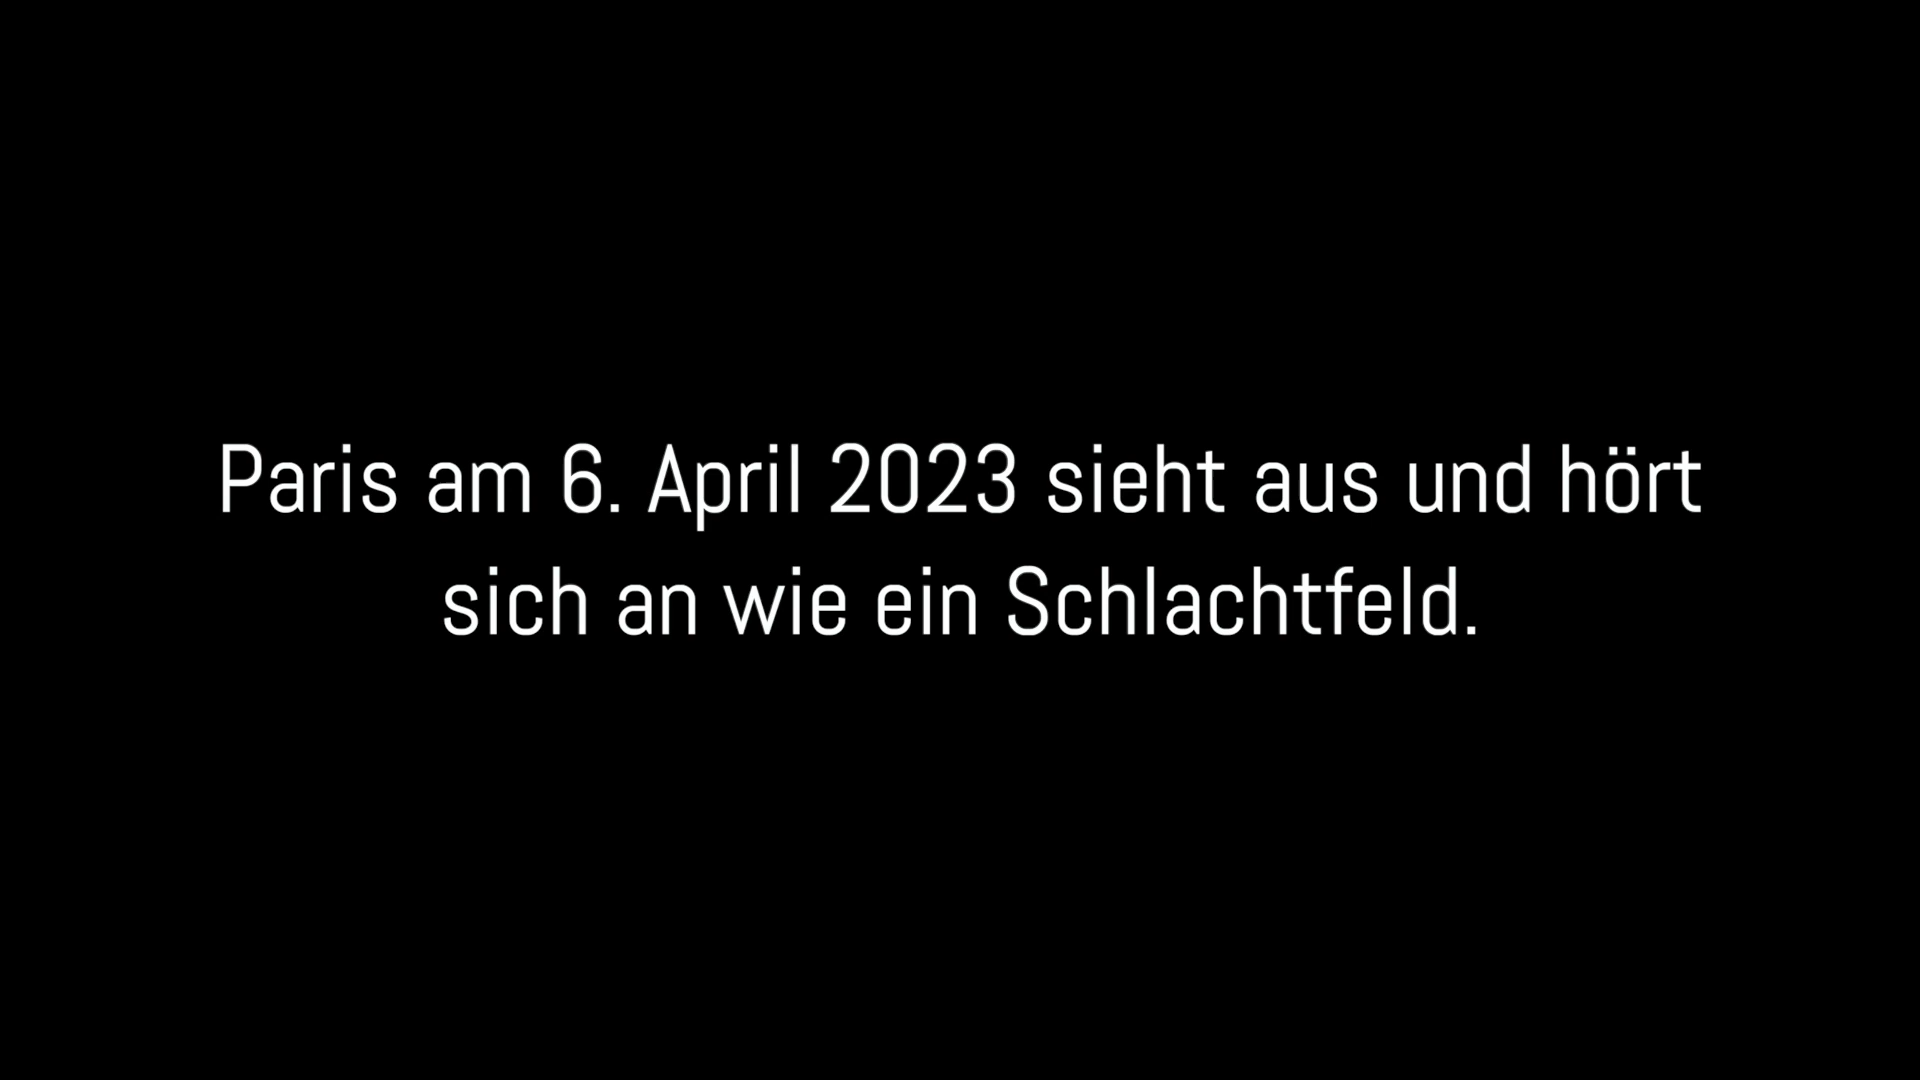 Paris am 6. April 2023 sieht aus und hört
sich an wie ein Schlachtfeld.